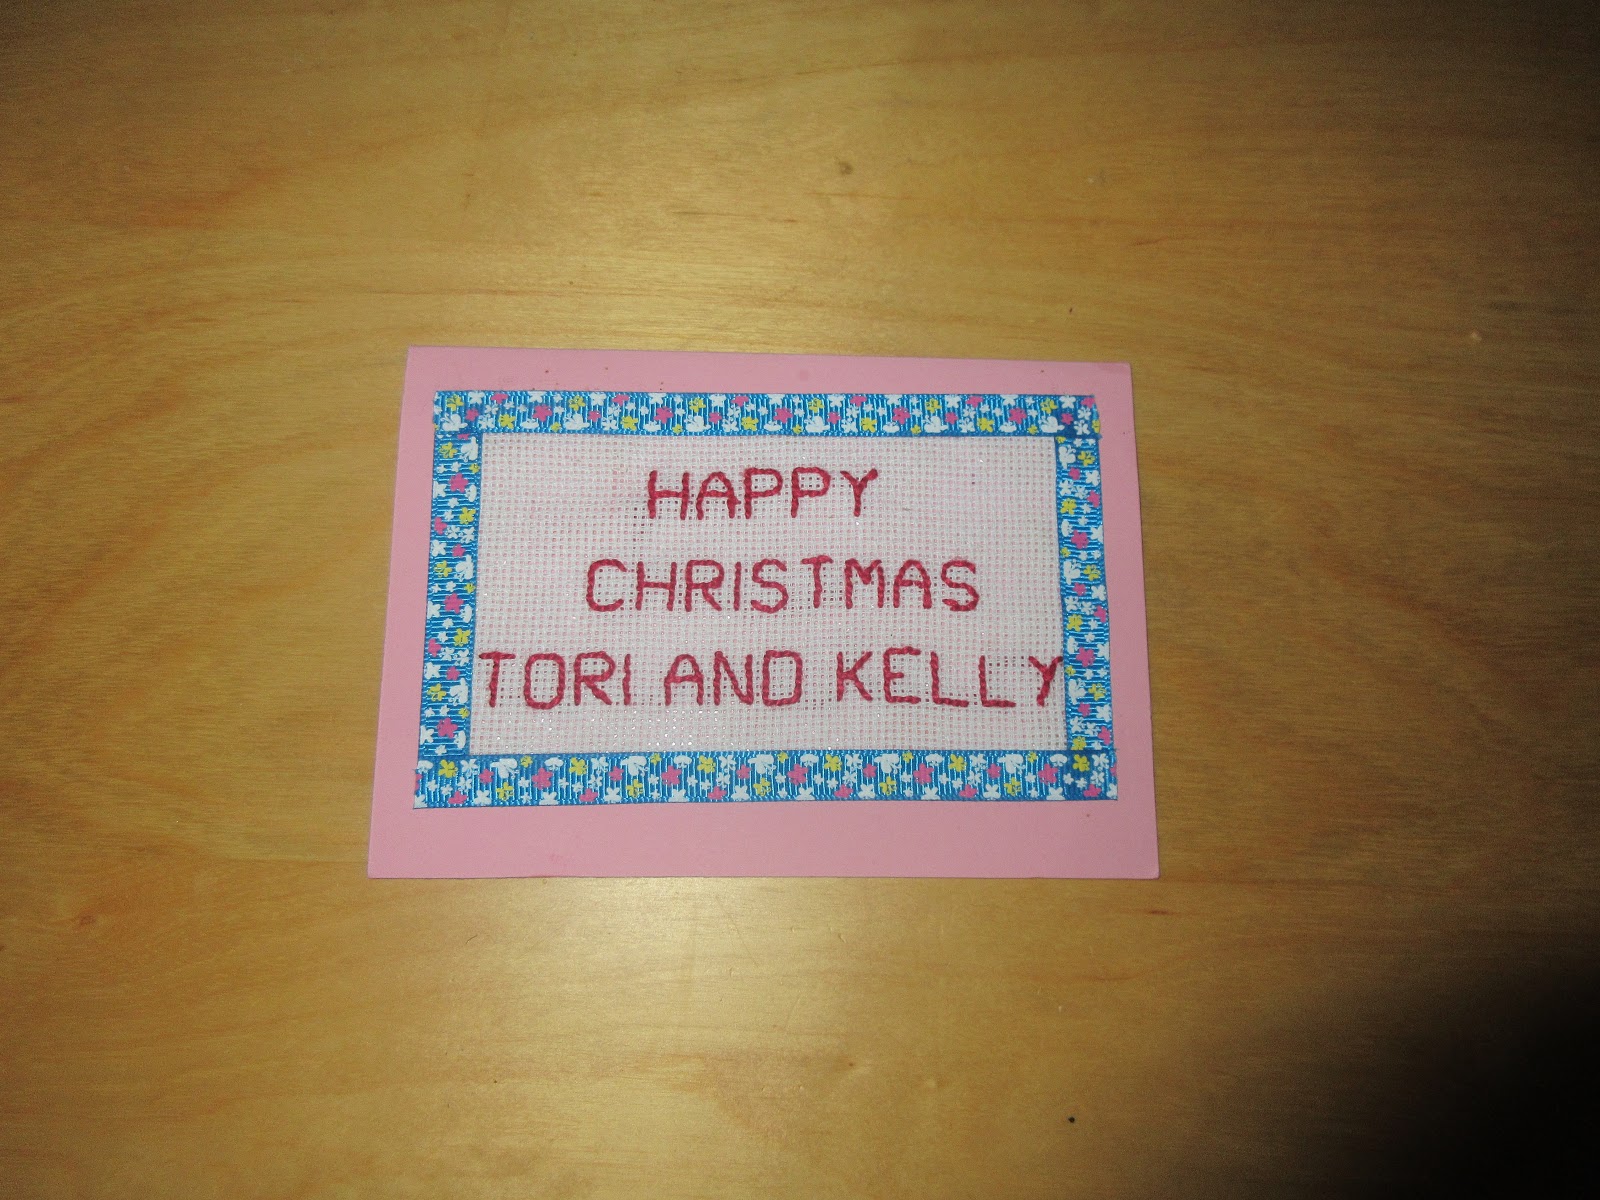 HAPPY
CHRISTMAS
TORI AND KELLY